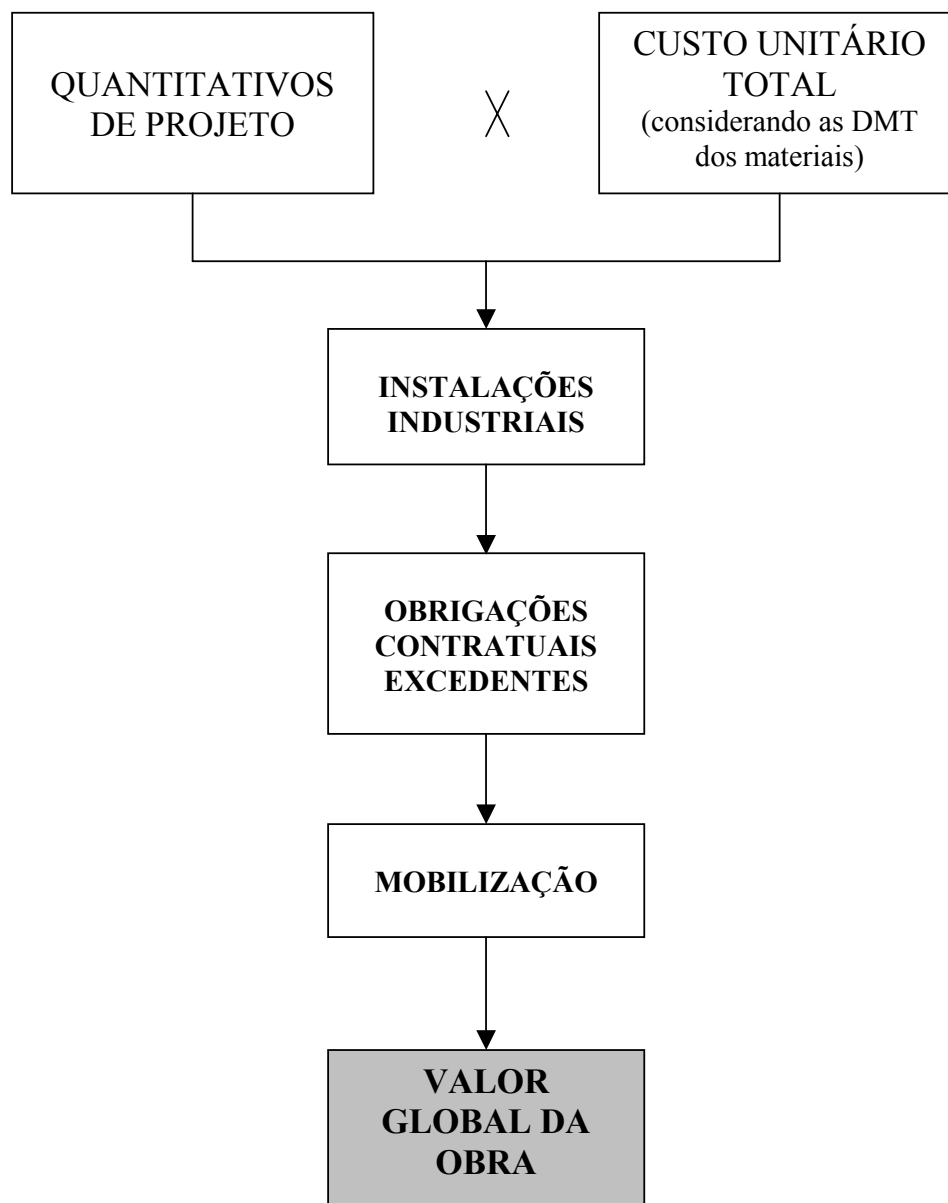 QUANTITATIVOS
DE PROJETO
X
CUSTO UNITÁRIO
TOTAL
(considerando as DMT
dos materiais)
INSTALAÇÕES
INDUSTRIAIS
OBRIGAÇÕES
CONTRATUAIS
EXCEDENTES
MOBILIZAÇÃO
VALOR
GLOBAL DA
OBRA